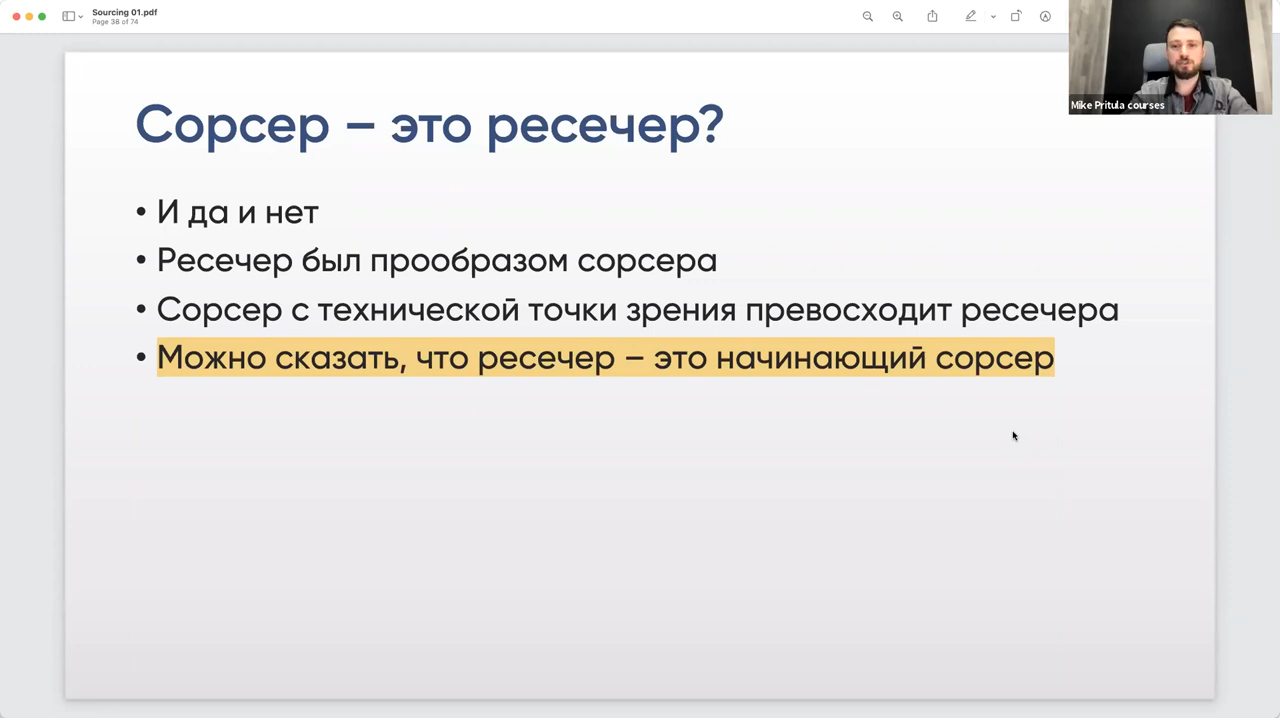 Sourcing 01.pdf
Page 38 of 74
Mike Pritula courses
Сорсер – это ресечер?
• И да и нет
• Ресечер был прообразом сорсера
• Сорсер с технической точки зрения превосходит ресечера
• Можно сказать, что ресечер – это начинающий сорсер